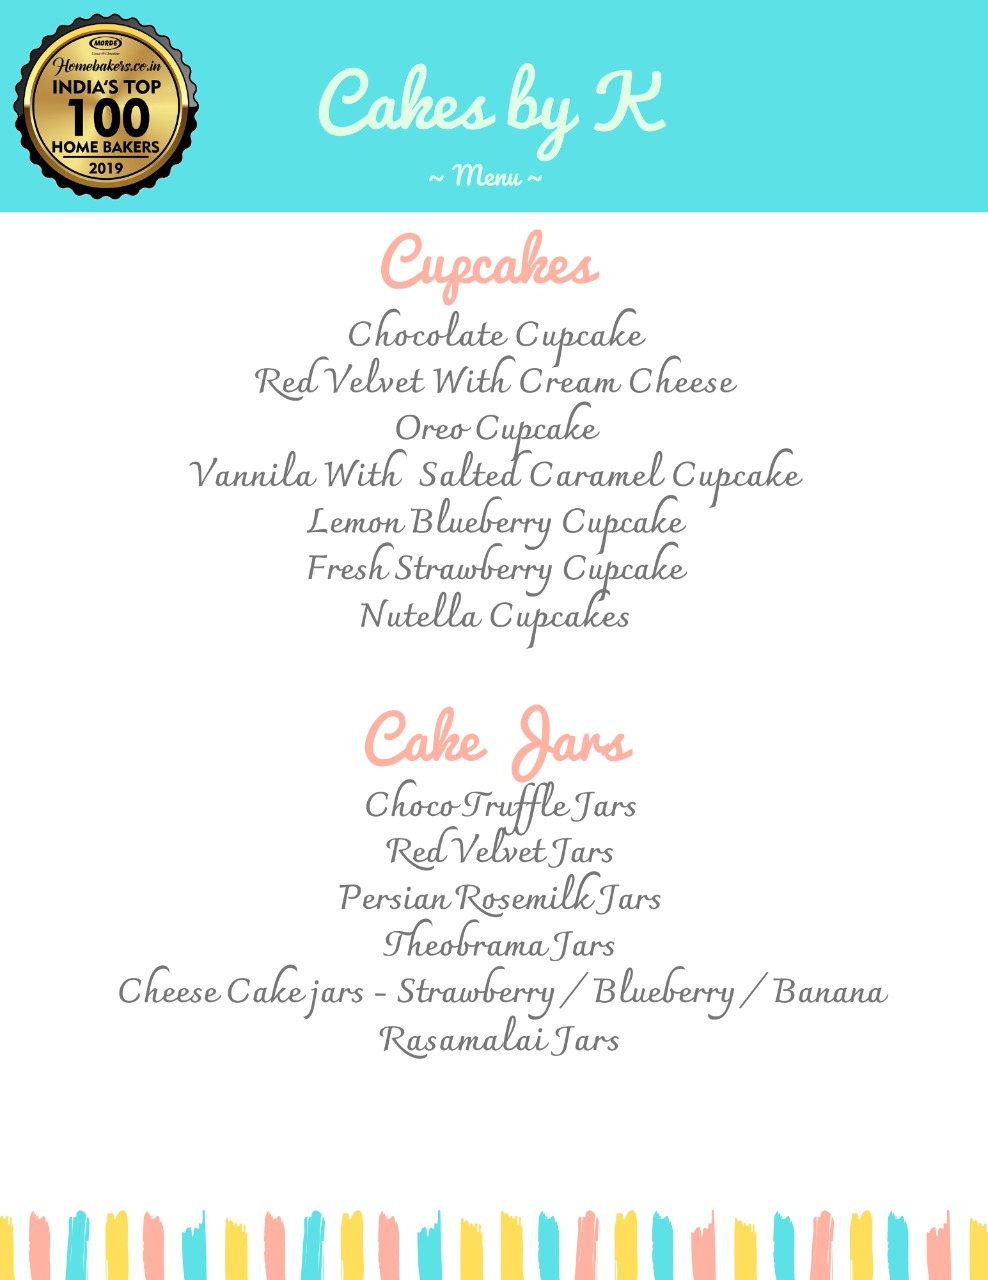 MORDE
Homebakers.co.in
INDIA'S TOP
100
HOME BAKERS
2019
Cakes by K
~ Menu ~
Cupcakes
Chocolate Cupcake
Red Velvet With Cream Cheese
Oreo Cupcake
Vannila With Salted Caramel Cupcake
Lemon Blueberry Cupcake
Fresh Strawberry Cupcake
Nutella Cupcakes
Cake Jars
Choco Truffle Jars
Red Velvet Jars
Persian Rosemilk Jars
Theobrama Jars
Cheese Cake jars - Strawberry / Blueberry / Banana
Rasamalai Jars